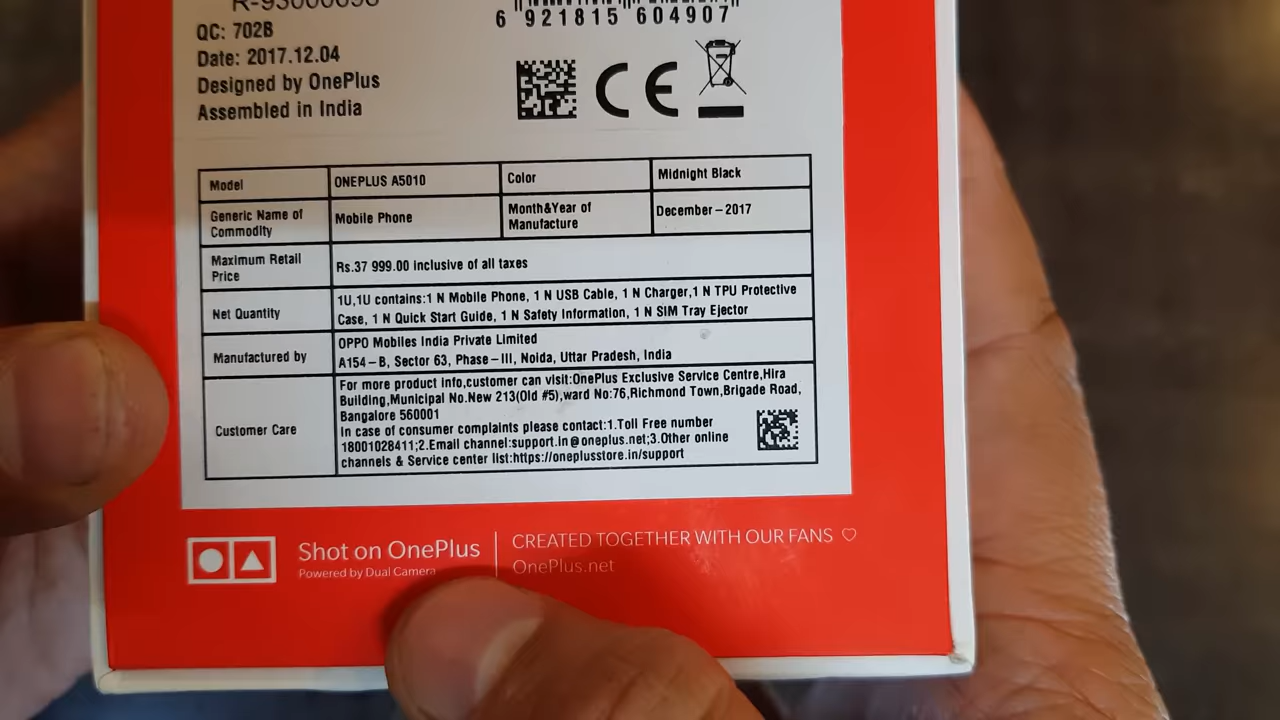 6 921815 604907
QC: 702B
Date: 2017.12.04
Designed by OnePlus
Assembled in India
CE
Model ONEPLUS A5010 Color Midnight Black
Generic Name of Commodity Mobile Phone Month&Year of Manufacture December-2017
Maximum Retail Price Rs.37 999.00 inclusive of all taxes
Net Quantity
1U,1U contains:1 N Mobile Phone, 1 N USB Cable, 1 N Charger,1 N TPU Protective
Case, 1 N Quick Start Guide, 1 N Safety Information, 1 N SIM Tray Ejector
Manufactured by
OPPO Mobiles India Private Limited
A154-B, Sector 63, Phase-III, Noida, Uttar Pradesh, India
Customer Care
For more product info,customer can visit:OnePlus Exclusive Service Centre,Hira
Building,Municipal No.New 213(Old #5),ward No:76,Richmond Town,Brigade Road,
Bangalore 560001
In case of consumer complaints please contact:1.Toll Free number
18001028411;2.Email channel:support.in@oneplus.net;3.Other online
channels & Service center list:https://oneplusstore.in/support
Shot on OnePlus
Powered by Dual Camera
CREATED TOGETHER WITH OUR FANS ♡
OnePlus.net